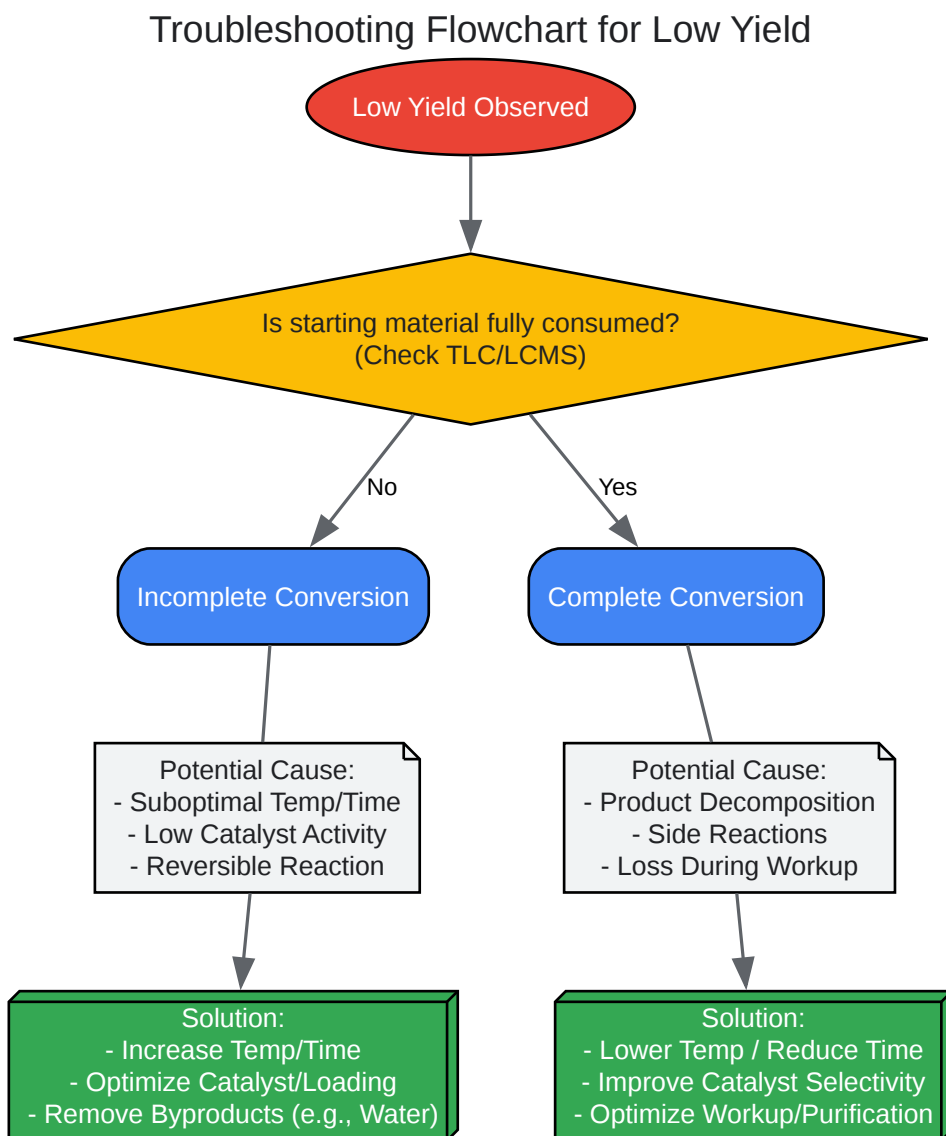 Troubleshooting Flowchart for Low Yield
Low Yield Observed
Is starting material fully consumed?
(Check TLC/LCMS)
No
Yes
Incomplete Conversion
Complete Conversion
Potential Cause:
- Suboptimal Temp/Time
- Low Catalyst Activity
- Reversible Reaction
Potential Cause:
- Product Decomposition
- Side Reactions
- Loss During Workup
Solution:
- Increase Temp/Time
- Optimize Catalyst/Loading
- Remove Byproducts (e.g., Water)
Solution:
- Lower Temp / Reduce Time
- Improve Catalyst Selectivity
- Optimize Workup/Purification